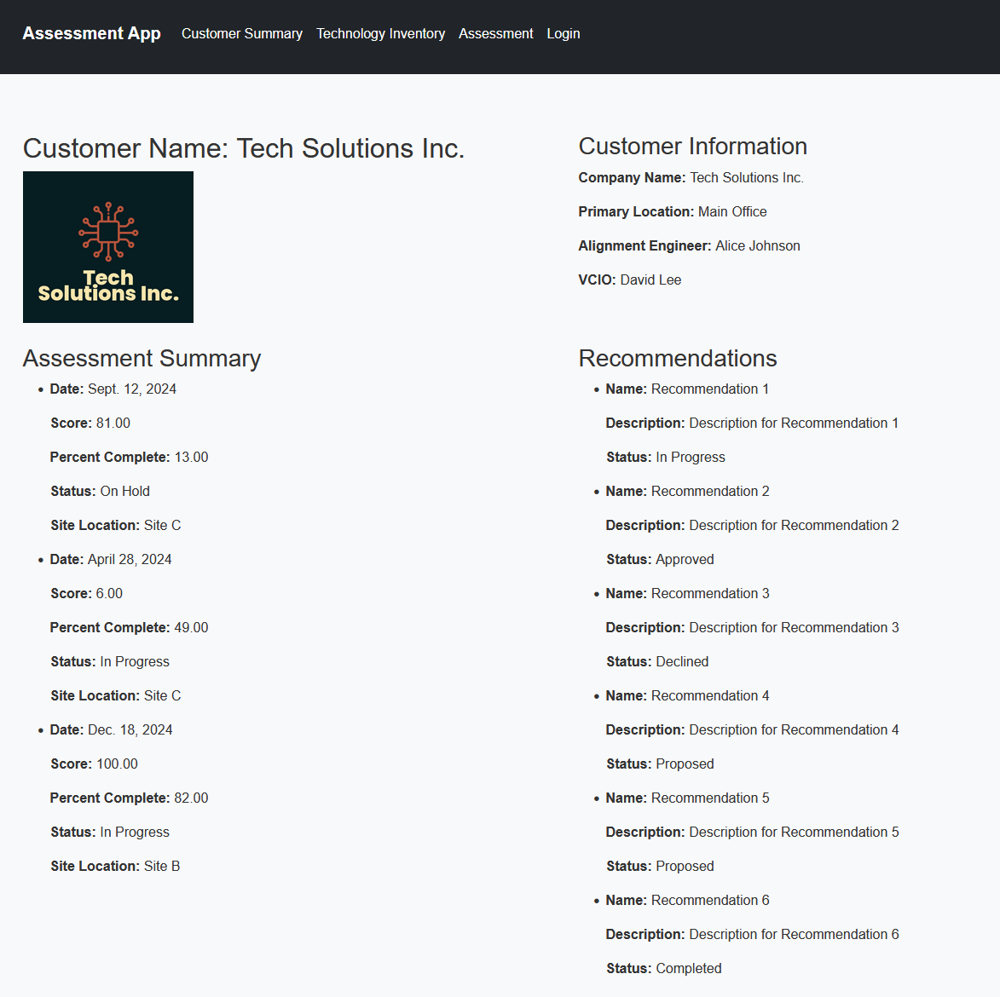 Assessment App Customer Summary Technology Inventory Assessment Login
Customer Name: Tech Solutions Inc.
Tech
Solutions Inc.
Customer Information
Company Name: Tech Solutions Inc.
Primary Location: Main Office
Alignment Engineer: Alice Johnson
VCIO: David Lee
Assessment Summary
• Date: Sept. 12, 2024
Score: 81.00
Percent Complete: 13.00
Status: On Hold
Site Location: Site C
• Date: April 28, 2024
Score: 6.00
Percent Complete: 49.00
Status: In Progress
Site Location: Site C
• Date: Dec. 18, 2024
Score: 100.00
Percent Complete: 82.00
Status: In Progress
Site Location: Site B
Recommendations
• Name: Recommendation 1
Description: Description for Recommendation 1
Status: In Progress
• Name: Recommendation 2
Description: Description for Recommendation 2
Status: Approved
• Name: Recommendation 3
Description: Description for Recommendation 3
Status: Declined
• Name: Recommendation 4
Description: Description for Recommendation 4
Status: Proposed
• Name: Recommendation 5
Description: Description for Recommendation 5
Status: Proposed
• Name: Recommendation 6
Description: Description for Recommendation 6
Status: Completed